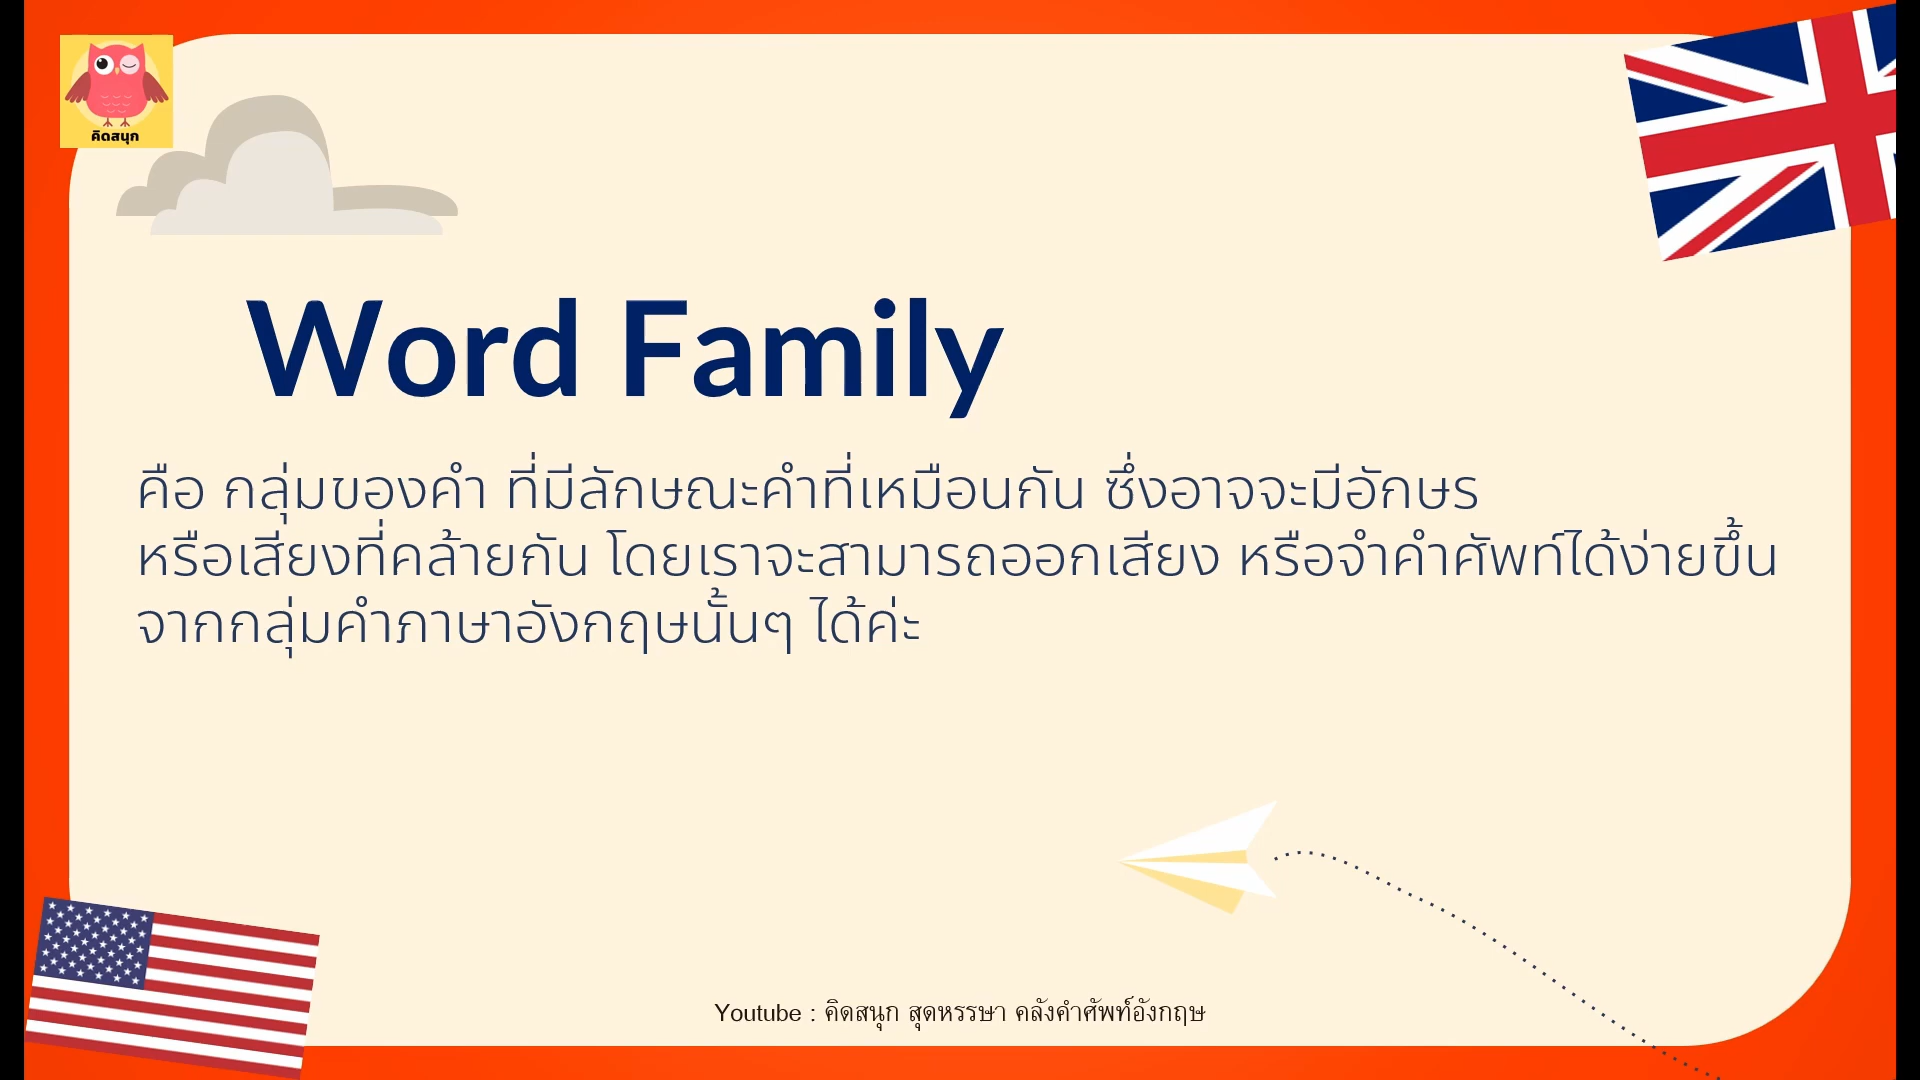 คิดสนุก
Word Family
คือ กลุ่มของคำ ที่มีลักษณะคำที่เหมือนกัน ซึ่งอาจจะมีอักษร
หรือเสียงที่คล้ายกัน โดยเราจะสามารถออกเสียง หรือจำคำศัพท์ได้ง่ายขึ้น
จากกลุ่มคำภาษาอังกฤษนั้นๆ ได้ค่ะ
Youtube : คิดสนุก สุดหรรษา คลังคำศัพท์อังกฤษ